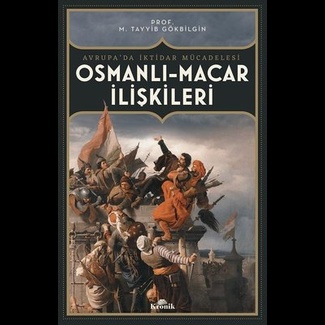 PROF.
M. TAYYİB GÖKBİLGİN
AVRUPA'DA İKTİDAR MÜCADELESİ
OSMANLI-MACAR
İLİŞKİLERİ
Kronik